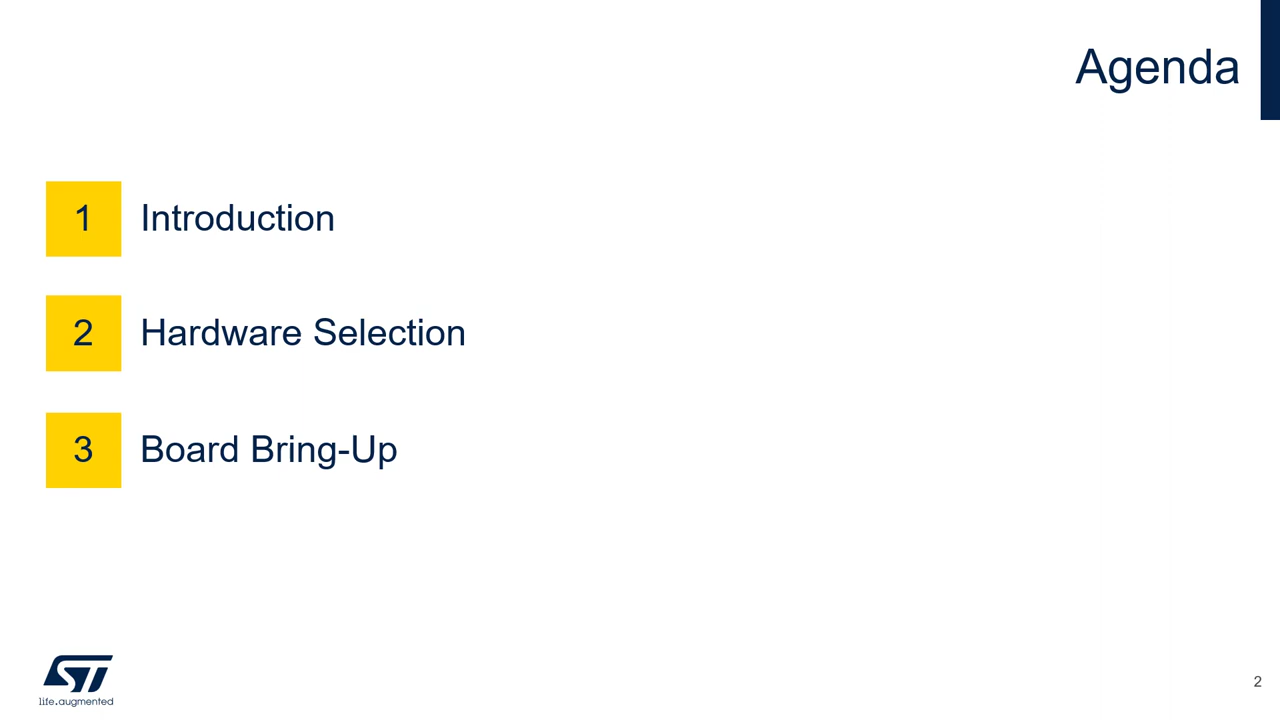 Agenda
1 Introduction
2 Hardware Selection
3 Board Bring-Up
ST
life.augmented
2